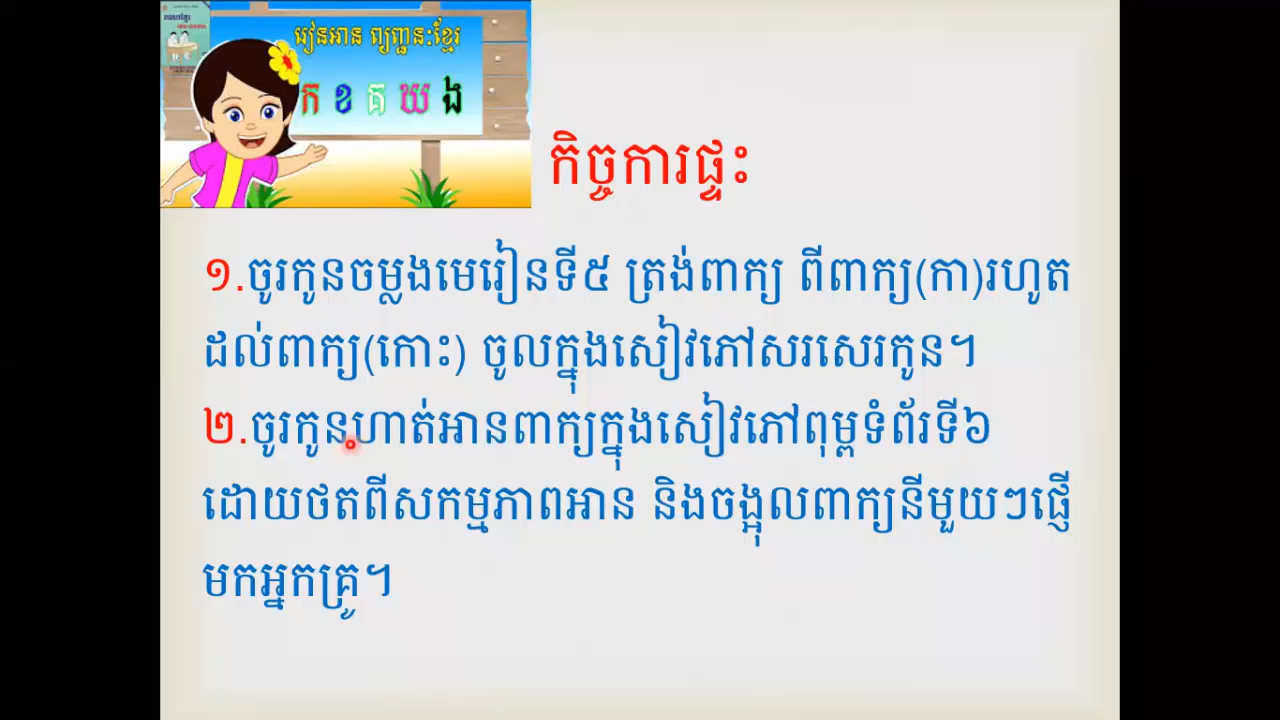 រៀនអាន ព្យញ្ជនៈខ្មែរ
ក ខ គ ឃ ង
កិច្ចការផ្ទះ
១.ចូរកូនចម្លងមេរៀនទី៥ ត្រង់ពាក្យ ពីពាក្យ(កា)រហូត
ដល់ពាក្យ(កោះ) ចូលក្នុងសៀវភៅសរសេរកូន។
២.ចូរកូនហាត់អានពាក្យក្នុងសៀវភៅពុម្ពទំព័រទី៦
ដោយថតពីសកម្មភាពអាន និងចង្អុលពាក្យនីមួយៗផ្ញើ
មកអ្នកគ្រូ។